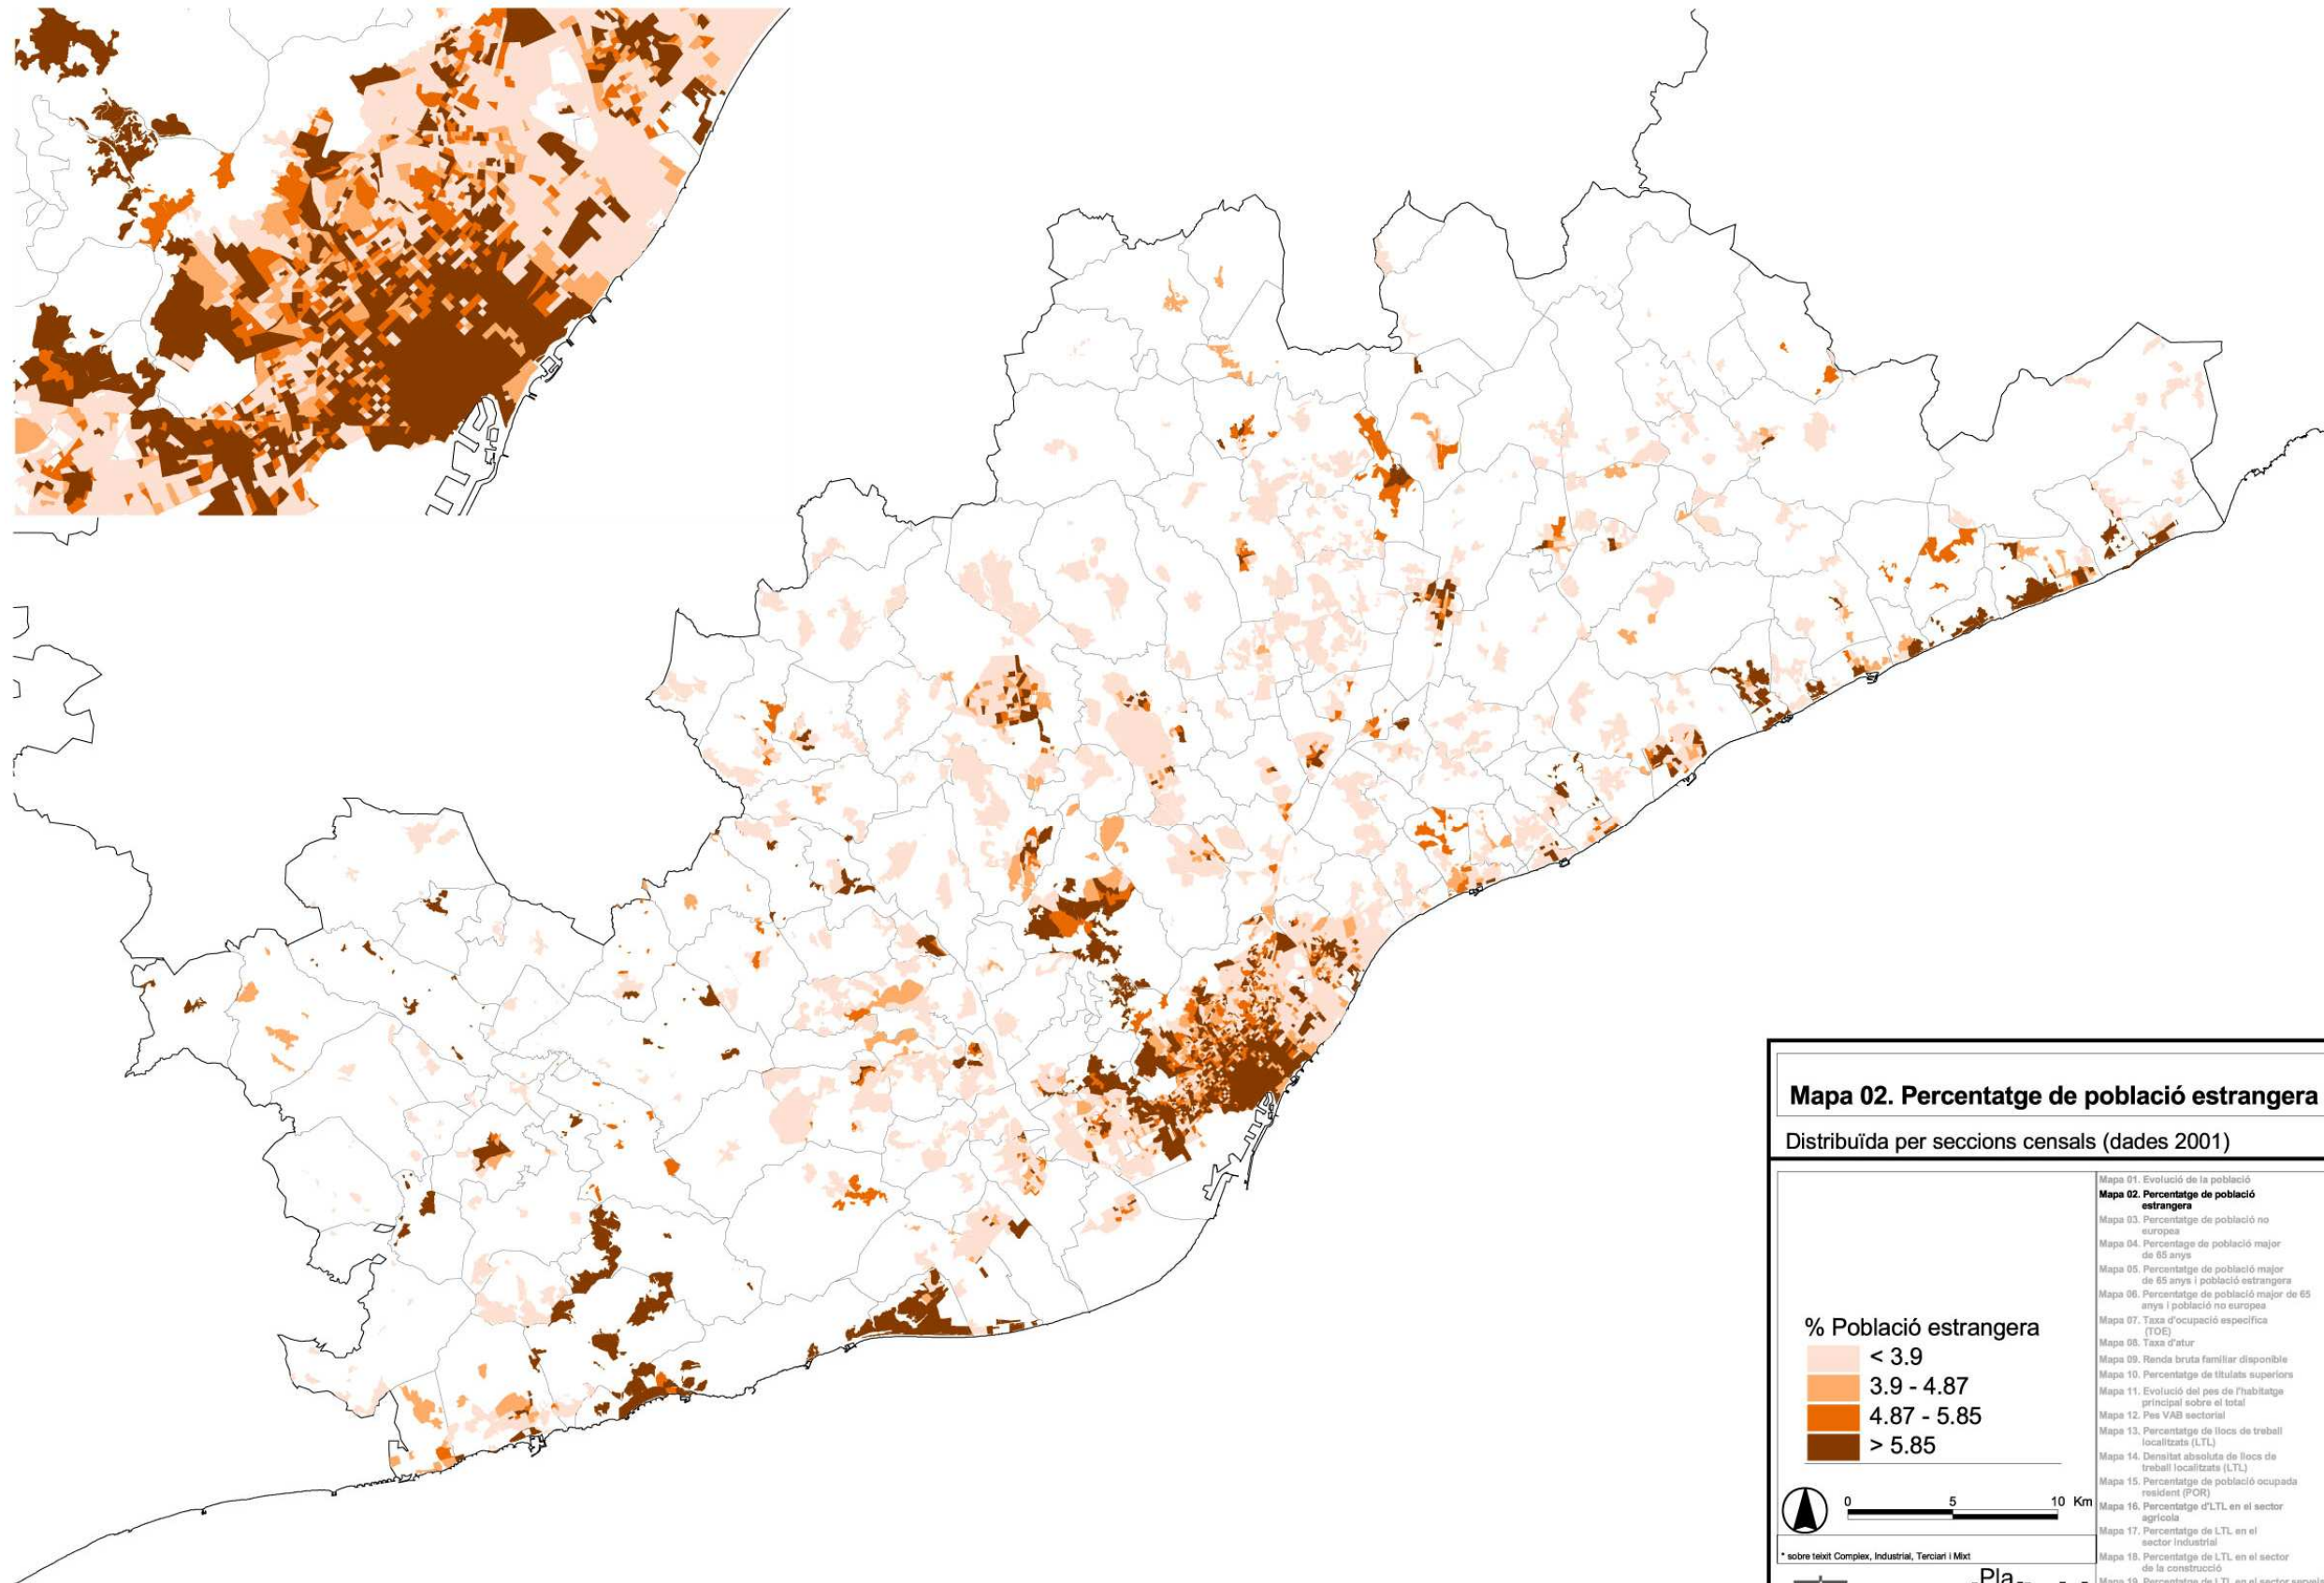 Mapa 02. Percentatge de població estrangera
Distribuïda per seccions censals (dades 2001)
% Població estrangera
< 3.9
3.9 - 4.87
4.87 - 5.85
> 5.85
0 5 10 Km
* sobre teixit Complex, Industrial, Terciari i Mixt
Pla
Mapa 01. Evolució de la població
Mapa 02. Percentatge de població
estrangera
Mapa 03. Percentatge de població no
europea
Mapa 04. Percentage de població major
de 65 anys
Mapa 05. Percentatge de població major
de 65 anys i població estrangera
Mapa 06. Percentatge de població major de 65
anys i població no europea
Mapa 07. Taxa d'ocupació específica
(TOE)
Mapa 08. Taxa d'atur
Mapa 09. Renda bruta familiar disponible
Mapa 10. Percentatge de titulats superiors
Mapa 11. Evolució del pes de l'habitatge
principal sobre el total
Mapa 12. Pes VAB sectorial
Mapa 13. Percentatge de llocs de treball
localitzats (LTL)
Mapa 14. Densitat absoluta de llocs de
treball localitzats (LTL)
Mapa 15. Percentatge de població ocupada
resident (POR)
Mapa 16. Percentatge d'LTL en el sector
agrícola
Mapa 17. Percentatge de LTL en el
sector industrial
Mapa 18. Percentatge de LTL en el sector
de la construcció
Mapa 19. Percentatge de LTL en el sector